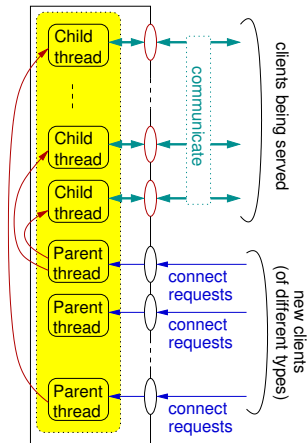 Child
thread
Child
thread
Child
thread
Parent
thread
Parent
thread
Parent
thread
communicate
connect
requests
connect
requests
connect
requests
clients being served
new clients
(of different types)